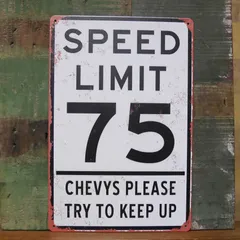 SPEED
LIMIT
75
CHEVYS PLEASE
TRY TO KEEP UP